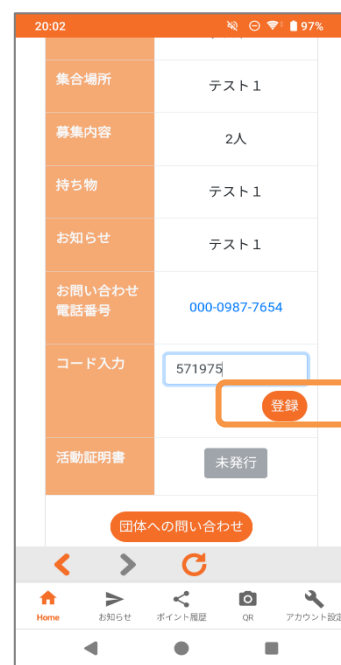 20:02 97%
集合場所 テスト１
募集内容 2人
持ち物 テスト１
お知らせ テスト１
お問い合わせ
電話番号 000-0987-7654
コード入力 571975
登録
活動証明書 未発行
団体への問い合わせ
Home お知らせ ポイント履歴 QR アカウント設定